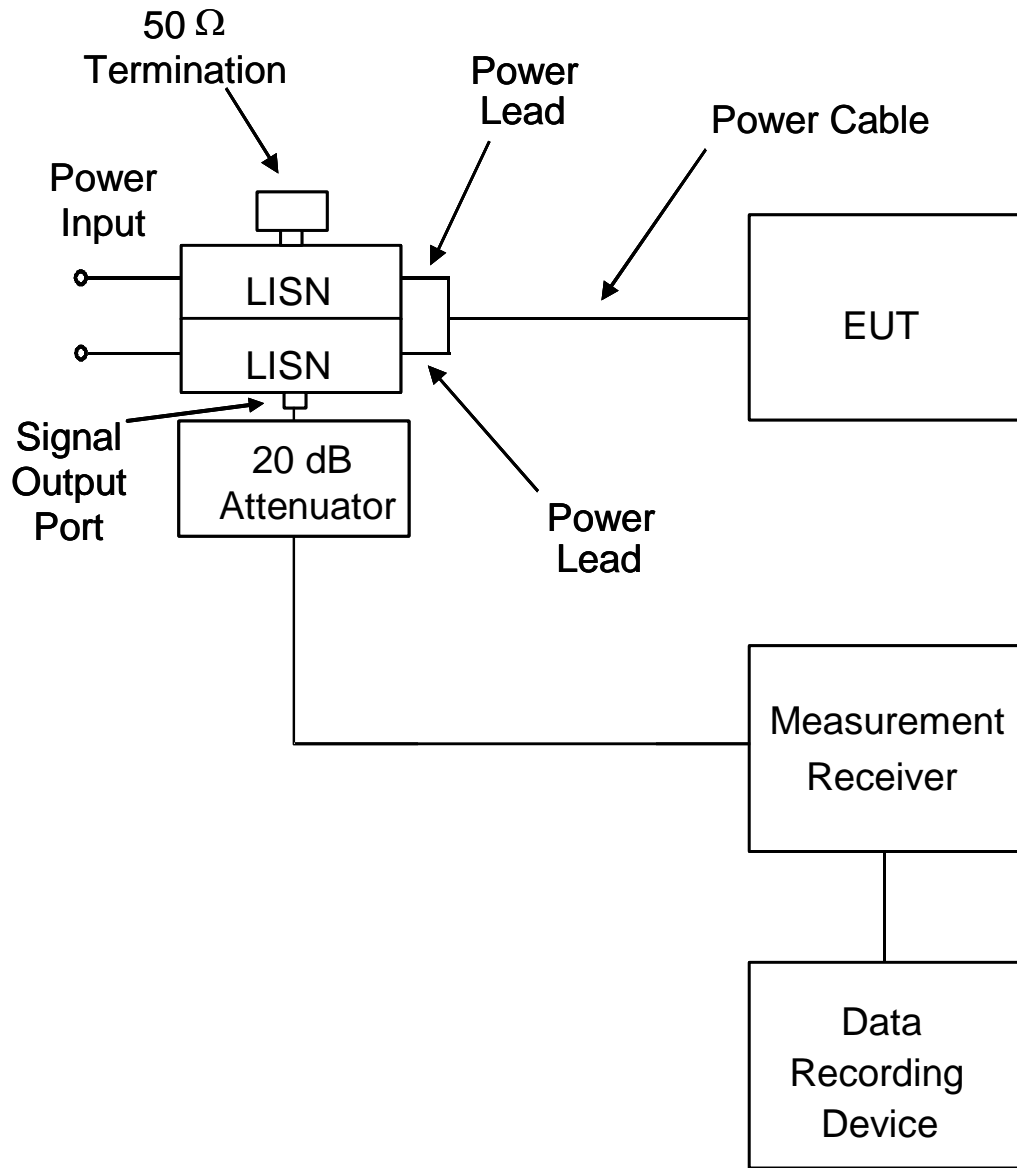 50 Ω
Termination
Power
Lead
Power Cable
Power
Input
LISN
LISN
EUT
Signal
Output
Port
20 dB
Attenuator
Power
Lead
Measurement
Receiver
Data
Recording
Device